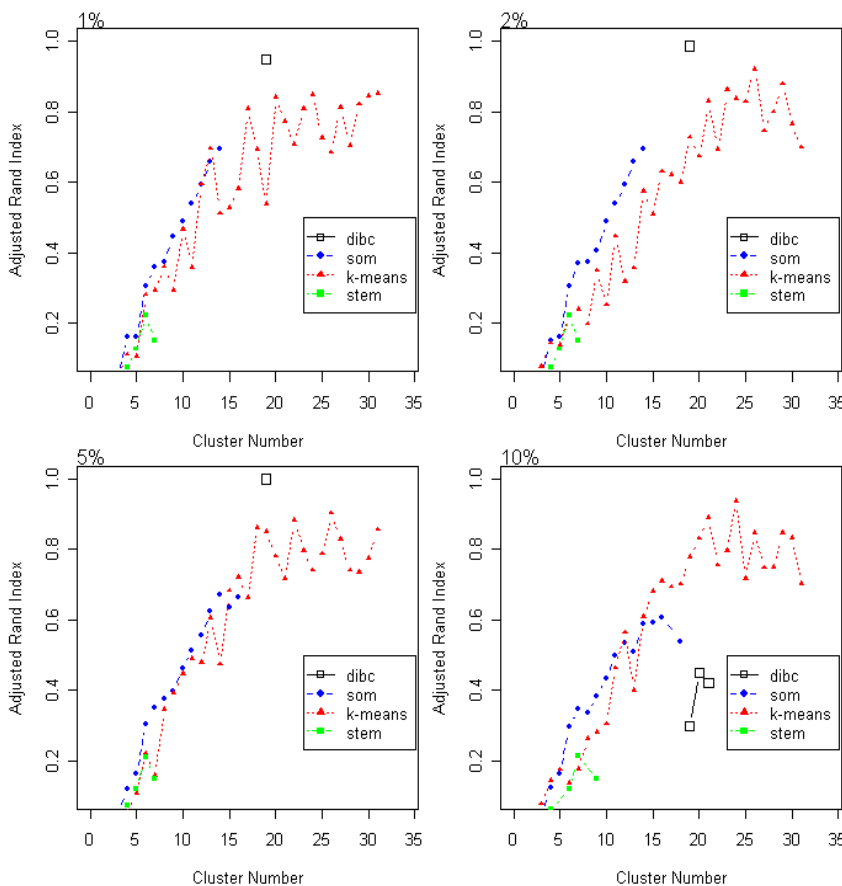 1%
Adjusted Rand Index
1.0
0.8
0.6
0.4
0.2
dibc
som
k-means
stem
0 5 10 15 20 25 30 35
Cluster Number
2%
Adjusted Rand Index
1.0
0.8
0.6
0.4
0.2
dibc
som
k-means
stem
0 5 10 15 20 25 30 35
Cluster Number
5%
Adjusted Rand Index
1.0
0.8
0.6
0.4
0.2
dibc
som
k-means
stem
0 5 10 15 20 25 30 35
Cluster Number
10%
Adjusted Rand Index
1.0
0.8
0.6
0.4
0.2
dibc
som
k-means
stem
0 5 10 15 20 25 30 35
Cluster Number